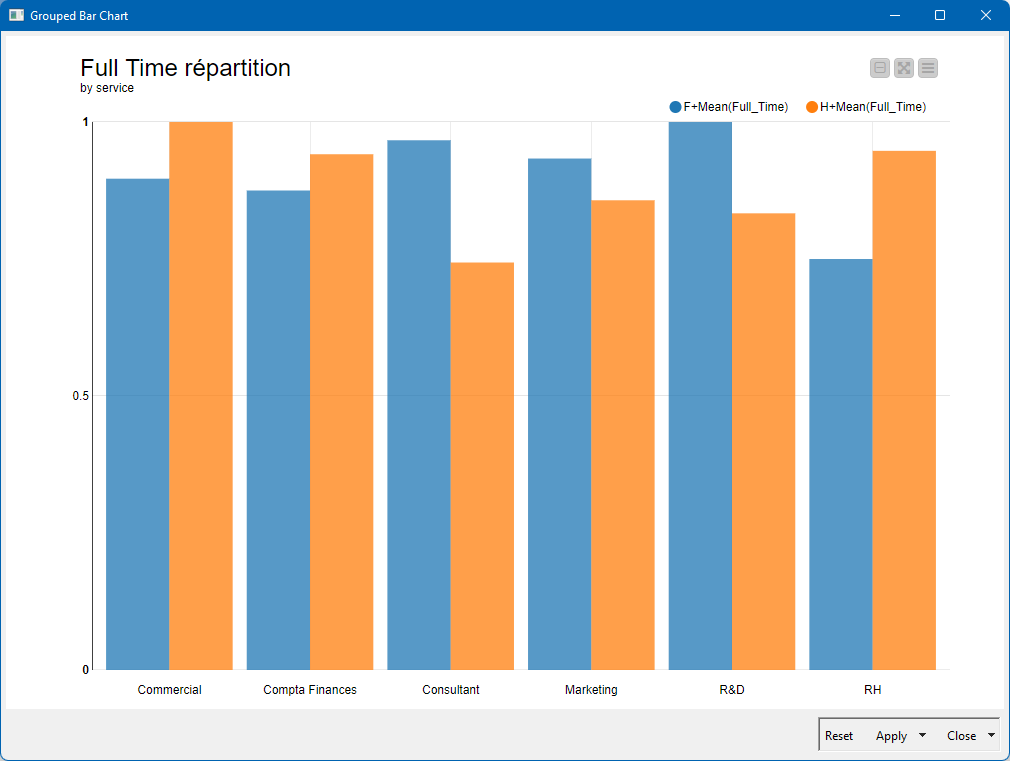 Grouped Bar Chart
Full Time répartition
by service
F+Mean(Full_Time) H+Mean(Full_Time)
1
0.5
0
Commercial Compta Finances Consultant Marketing R&D RH
Reset Apply Close